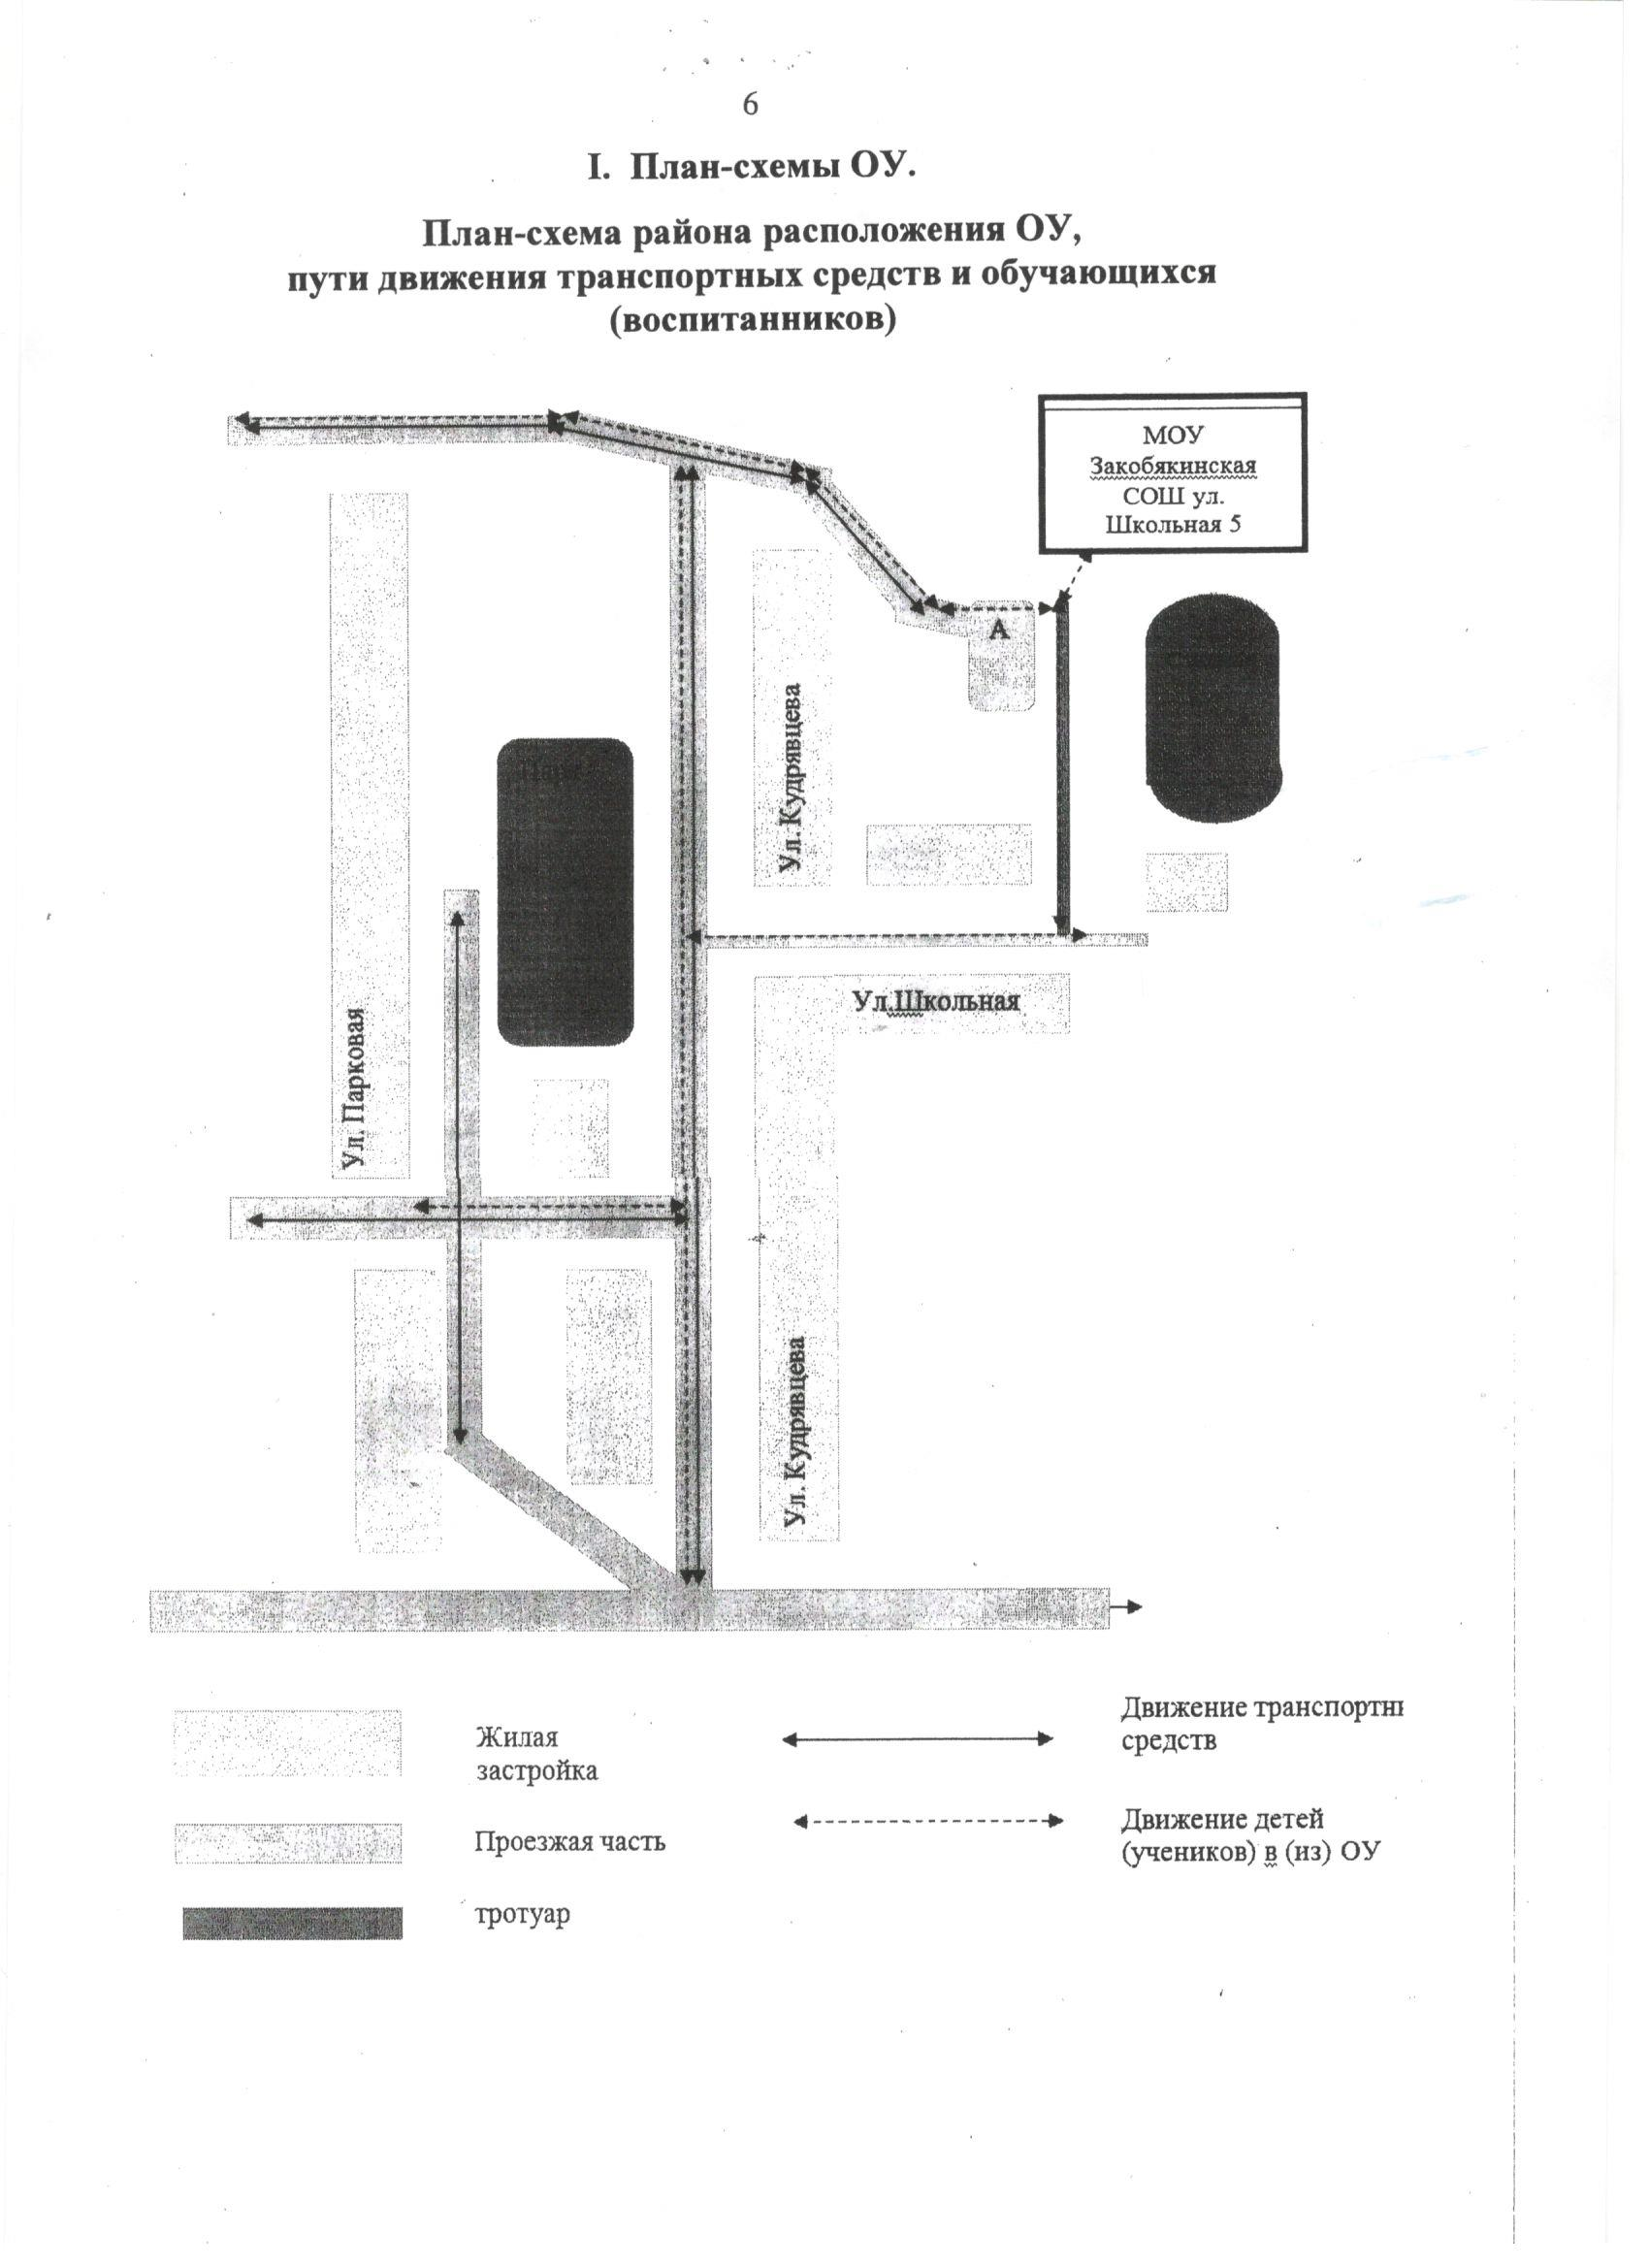 6
I. План-схемы ОУ.
План-схема района расположения ОУ,
пути движения транспортных средств и обучающихся
(воспитанников)
МОУ
Закобякинская
СОШ ул.
Школьная 5
А
Ул. Кудрявцева
Ул.Школьная
Ул. Парковая
Ул. Кудрявцева
Жилая
застройка
Проезжая часть
тротуар
Движение транспортні
средств
Движение детей
(учеников) в (из) ОУ